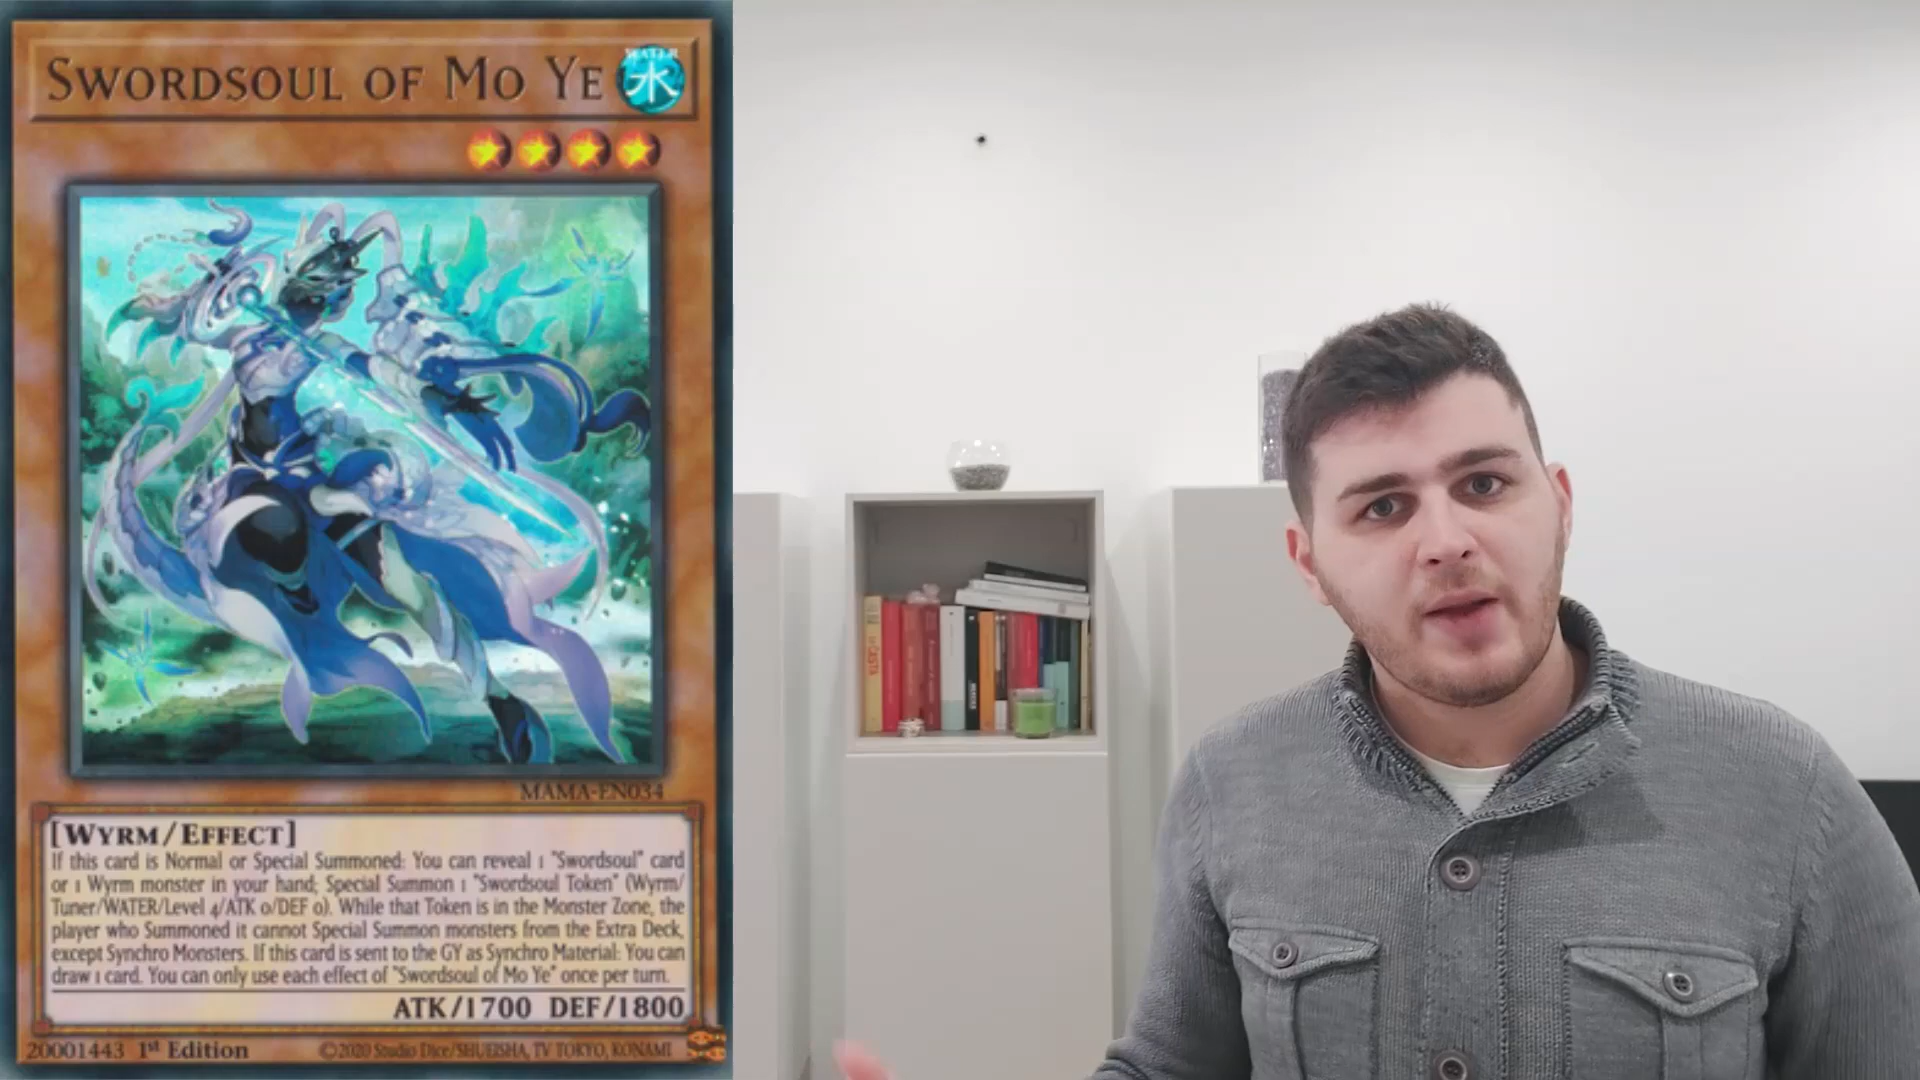 SWORDSOUL OF MO YE
WATER
水
MAMA-EN034
[WYRM/EFFECT]
If this card is Normal or Special Summoned: You can reveal 1 "Swordsoul" card
or 1 Wyrm monster in your hand; Special Summon 1 "Swordsoul Token" (Wyrm/
Tuner/WATER/Level 4/ATK 0/DEF 0). While that Token is in the Monster Zone, the
player who Summoned it cannot Special Summon monsters from the Extra Deck,
except Synchro Monsters. If this card is sent to the GY as Synchro Material: You can
draw 1 card. You can only use each effect of "Swordsoul of Mo Ye" once per turn.
ATK/1700 DEF/1800
20001443 1st Edition
©2020 Studio Dice/SHUEISHA, TV TOKYO, KONAMI